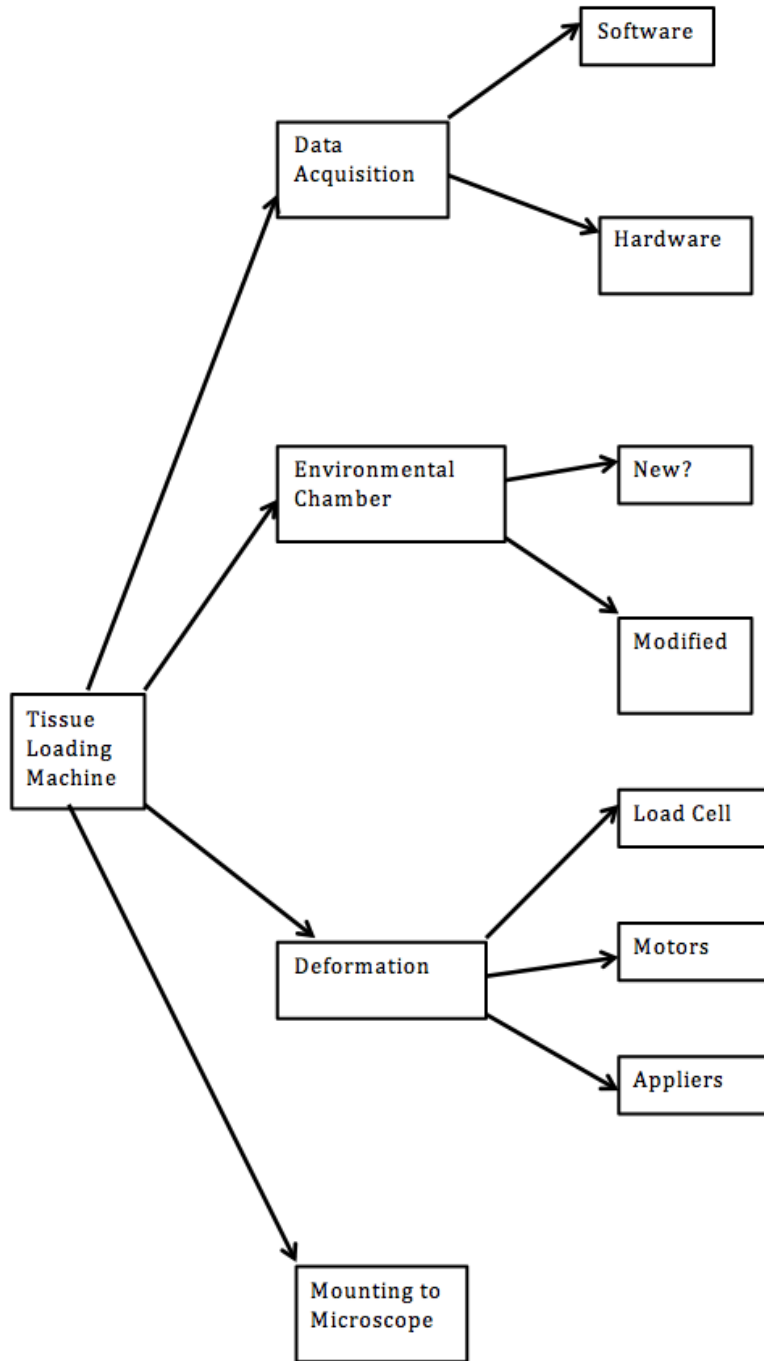 Software
Data
Acquisition
Hardware
Environmental
Chamber
New?
Modified
Tissue
Loading
Machine
Load Cell
Motors
Deformation
Appliers
Mounting to
Microscope